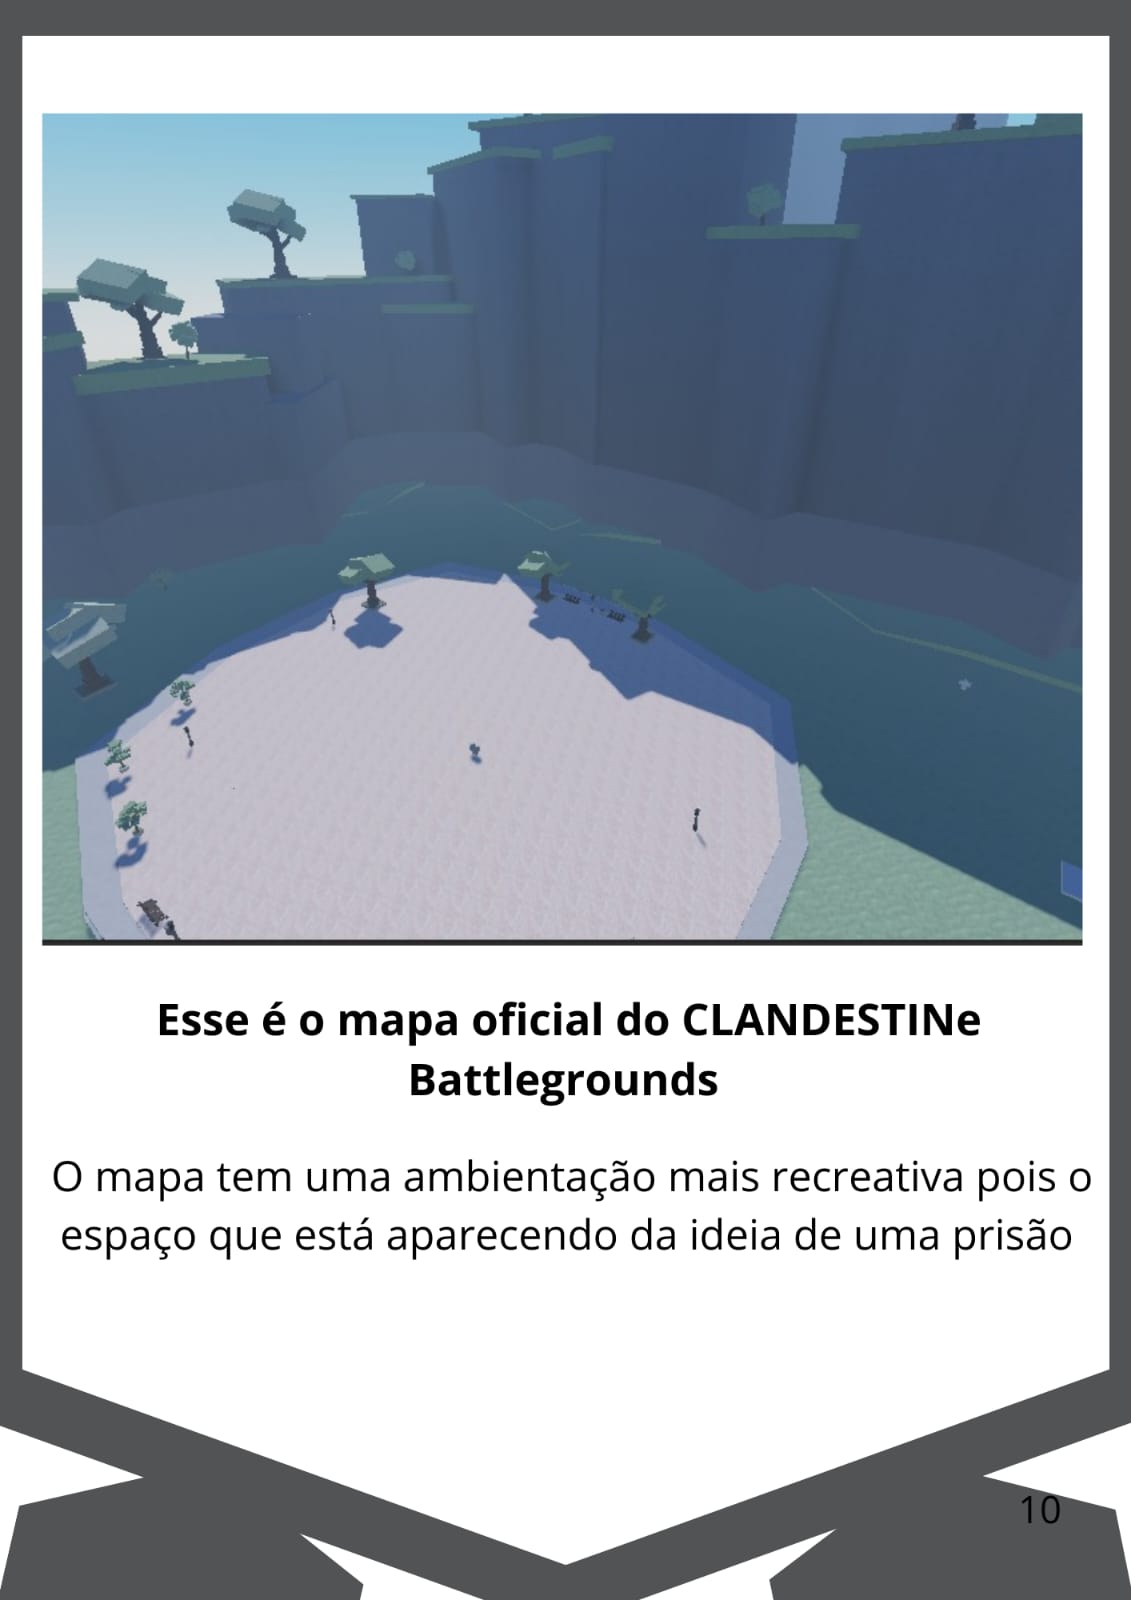 Esse é o mapa oficial do CLANDESTINe
Battlegrounds
O mapa tem uma ambientação mais recreativa pois o
espaço que está aparecendo da ideia de uma prisão
10